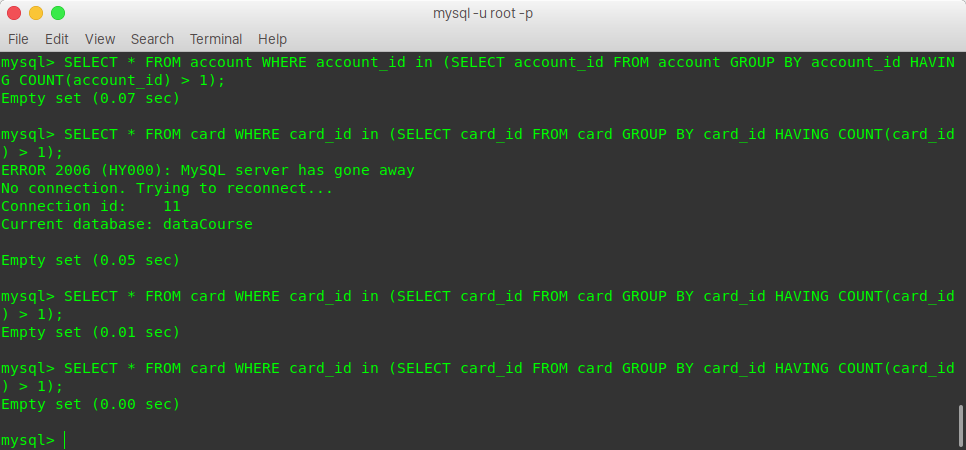 mysql -u root -p
File Edit View Search Terminal Help
mysql> SELECT * FROM account WHERE account_id in (SELECT account_id FROM account GROUP BY account_id HAVIN
G COUNT(account_id) > 1);
Empty set (0.07 sec)
mysql> SELECT * FROM card WHERE card_id in (SELECT card_id FROM card GROUP BY card_id HAVING COUNT(card_id
) > 1);
ERROR 2006 (HY000): MySQL server has gone away
No connection. Trying to reconnect...
Connection id:    11
Current database: dataCourse
Empty set (0.05 sec)
mysql> SELECT * FROM card WHERE card_id in (SELECT card_id FROM card GROUP BY card_id HAVING COUNT(card_id
) > 1);
Empty set (0.01 sec)
mysql> SELECT * FROM card WHERE card_id in (SELECT card_id FROM card GROUP BY card_id HAVING COUNT(card_id
) > 1);
Empty set (0.00 sec)
mysql>